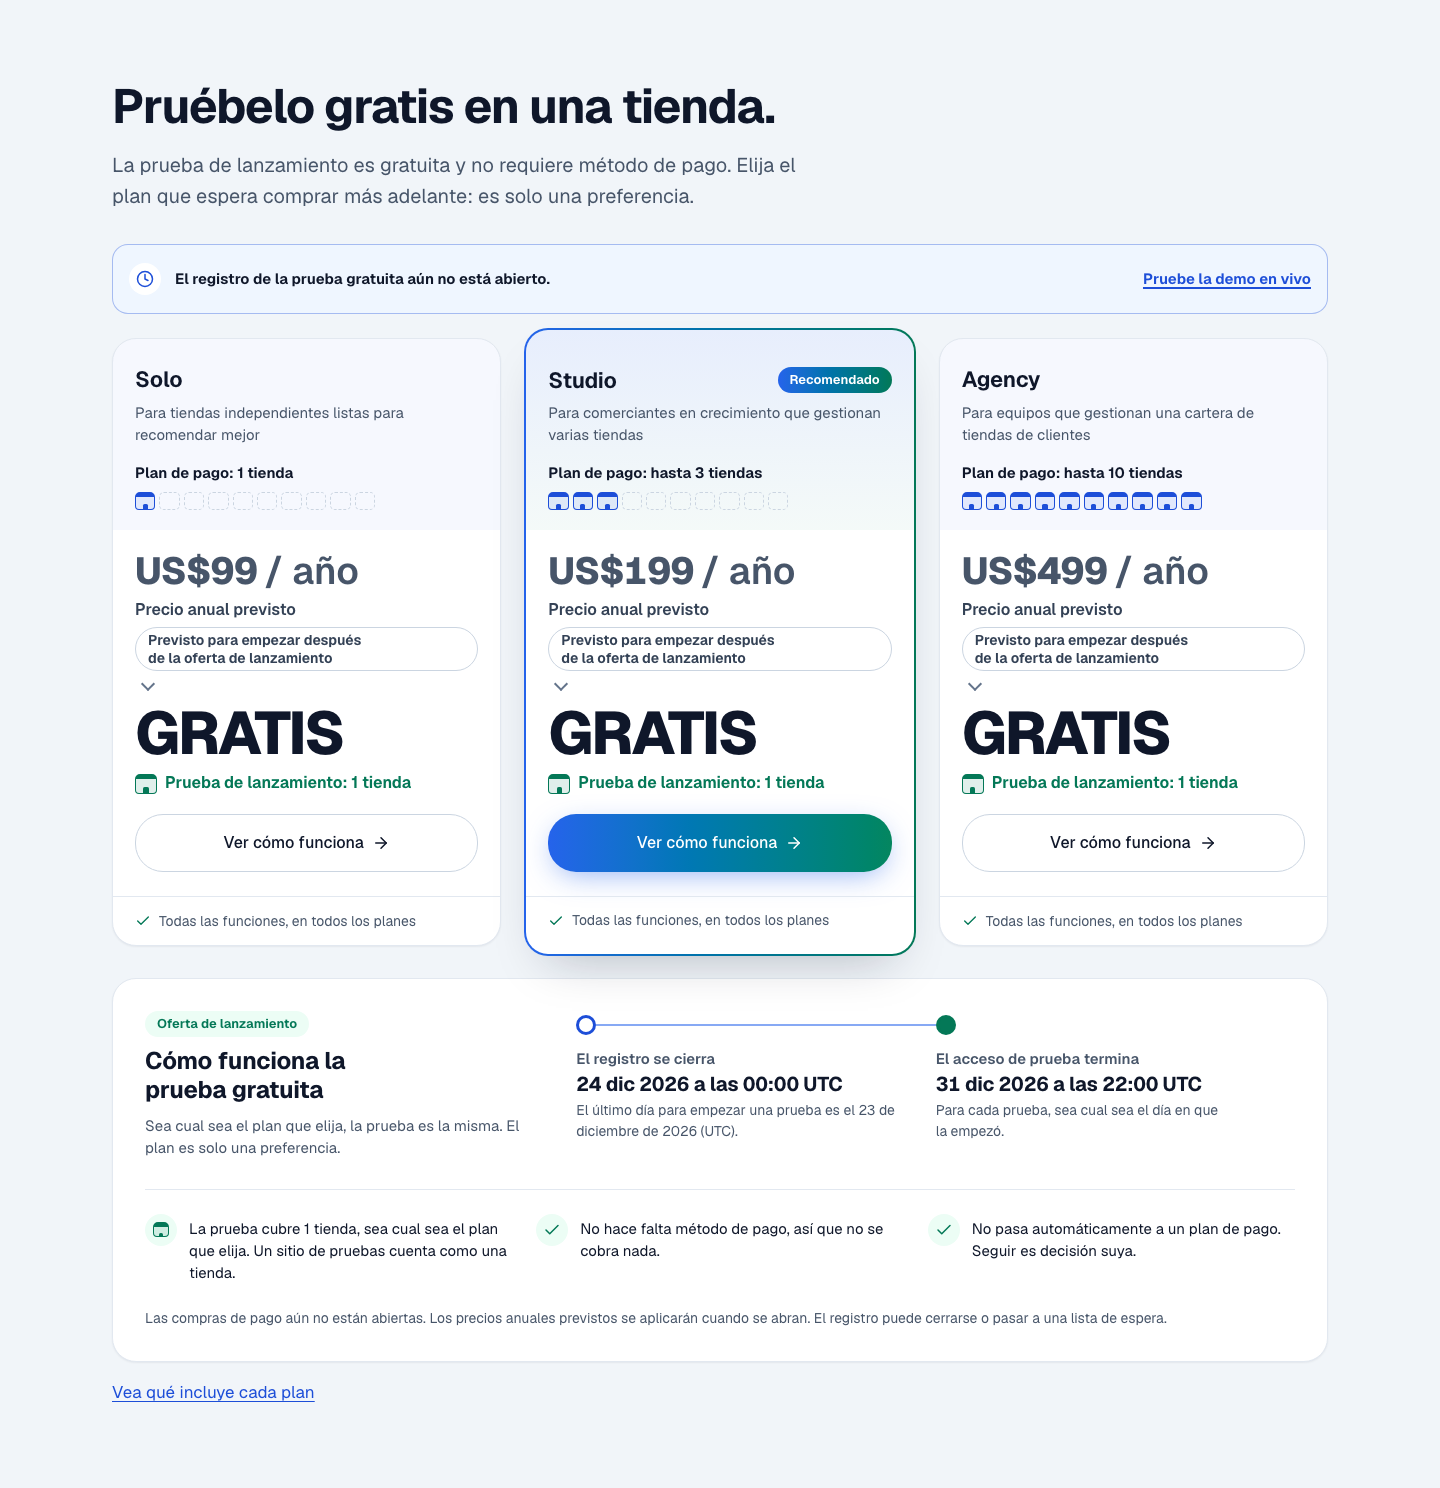 Pruébelo gratis en una tienda.
La prueba de lanzamiento es gratuita y no requiere método de pago. Elija el
plan que espera comprar más adelante: es solo una preferencia.
El registro de la prueba gratuita aún no está abierto.
Pruebe la demo en vivo
Solo
Para tiendas independientes listas para
recomendar mejor
Plan de pago: 1 tienda
US$99 / año
Precio anual previsto
Previsto para empezar después
de la oferta de lanzamiento
GRATIS
Prueba de lanzamiento: 1 tienda
Ver cómo funciona
Todas las funciones, en todos los planes
Studio
Recomendado
Para comerciantes en crecimiento que gestionan
varias tiendas
Plan de pago: hasta 3 tiendas
US$199 / año
Precio anual previsto
Previsto para empezar después
de la oferta de lanzamiento
GRATIS
Prueba de lanzamiento: 1 tienda
Ver cómo funciona
Todas las funciones, en todos los planes
Agency
Para equipos que gestionan una cartera de
tiendas de clientes
Plan de pago: hasta 10 tiendas
US$499 / año
Precio anual previsto
Previsto para empezar después
de la oferta de lanzamiento
GRATIS
Prueba de lanzamiento: 1 tienda
Ver cómo funciona
Todas las funciones, en todos los planes
Oferta de lanzamiento
Cómo funciona la
prueba gratuita
Sea cual sea el plan que elija, la prueba es la misma. El
plan es solo una preferencia.
El registro se cierra
24 dic 2026 a las 00:00 UTC
El último día para empezar una prueba es el 23 de
diciembre de 2026 (UTC).
El acceso de prueba termina
31 dic 2026 a las 22:00 UTC
Para cada prueba, sea cual sea el día en que
la empezó.
La prueba cubre 1 tienda, sea cual sea el plan
que elija. Un sitio de pruebas cuenta como una
tienda.
No hace falta método de pago, así que no se
cobra nada.
No pasa automáticamente a un plan de pago.
Seguir es decisión suya.
Las compras de pago aún no están abiertas. Los precios anuales previstos se aplicarán cuando se abran. El registro puede cerrarse o pasar a una lista de espera.
Vea qué incluye cada plan